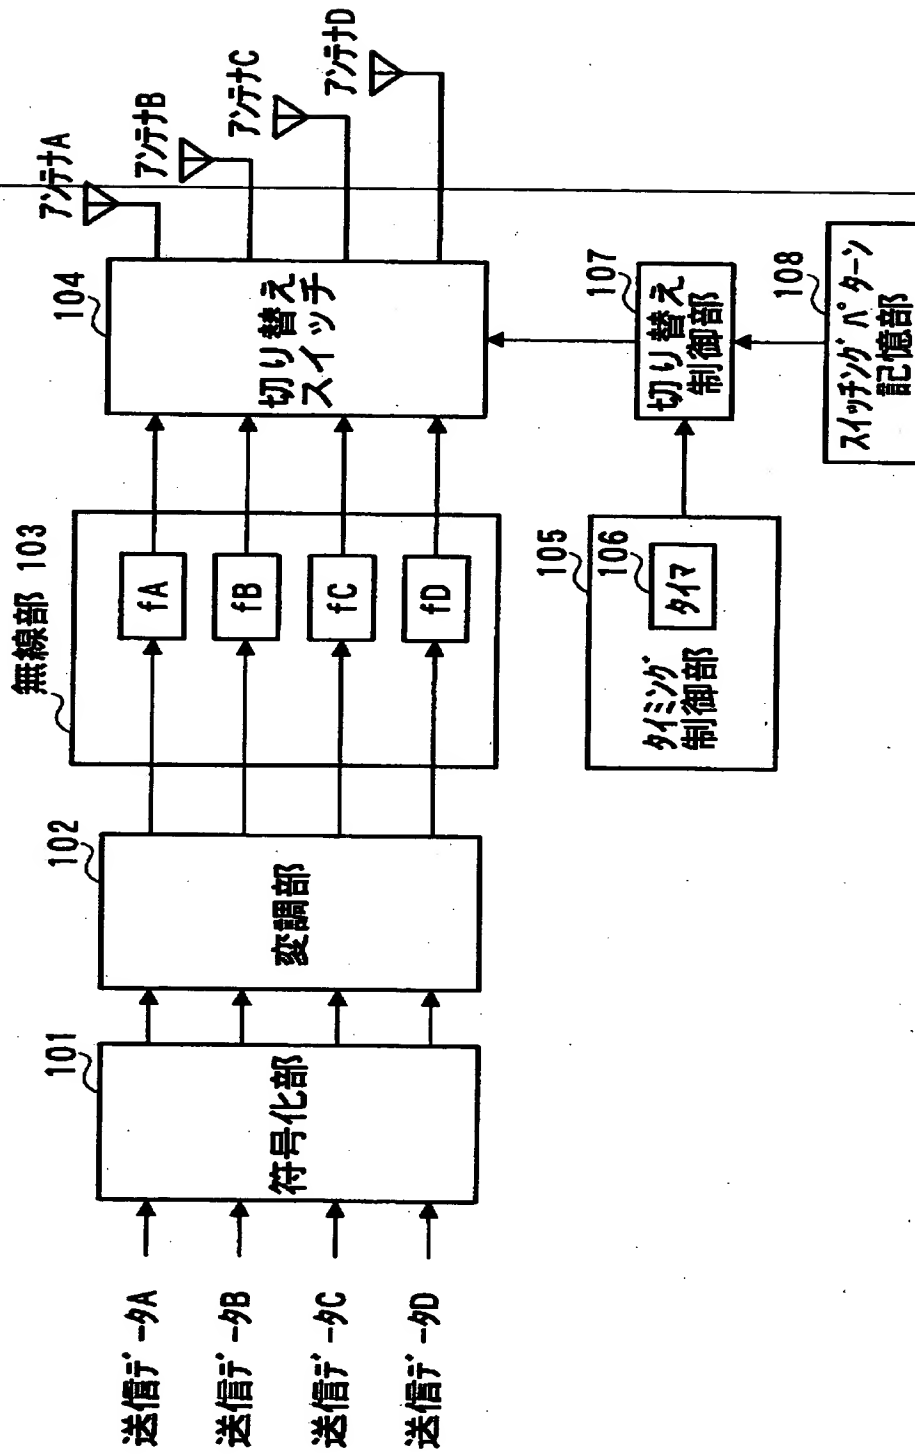 送信データA
送信データB
送信データC
送信データD
101
符号化部
102
変調部
無線部 103
fA
fB
fC
fD
104
切り替え
スイッチ
アンテナA
アンテナB
アンテナC
アンテナD
105
106
タイマ
タイミング
制御部
107
切り替え
制御部
108
スイッチングパターン
記憶部